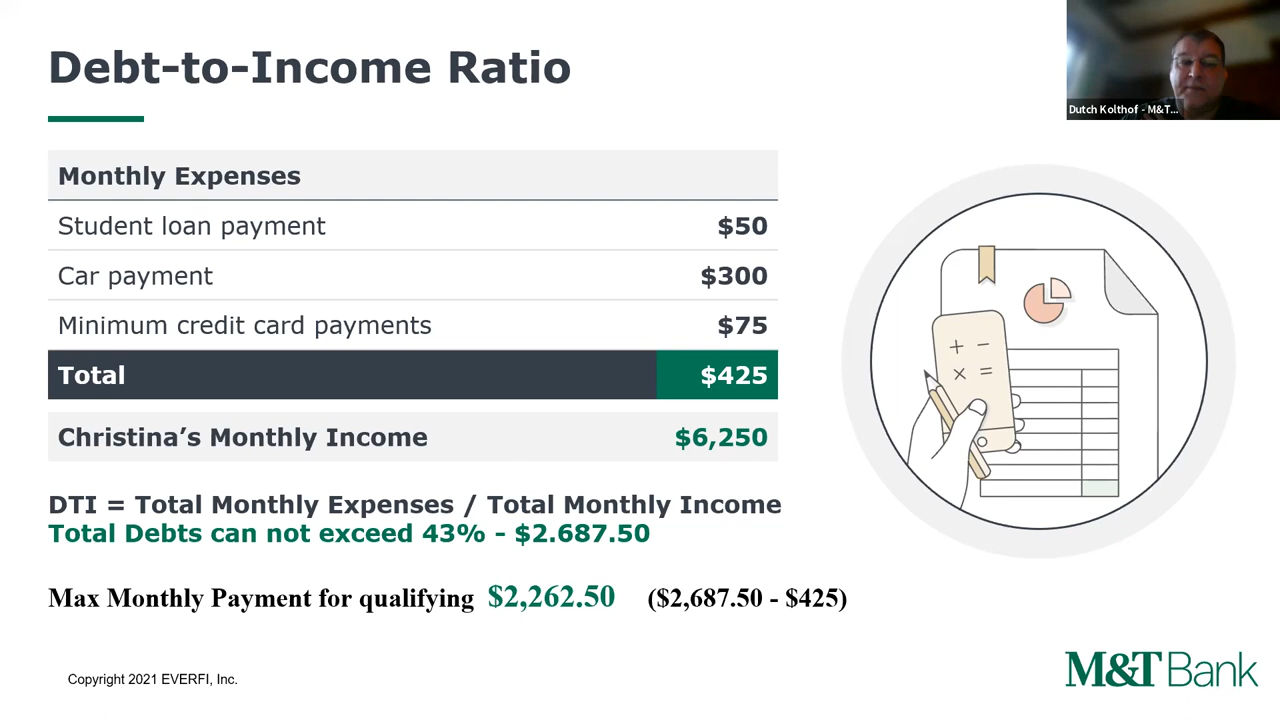 Debt-to-Income Ratio
Dutch Kolthof - M&T...
Monthly Expenses
Student loan payment $50
Car payment $300
Minimum credit card payments $75
Total $425
Christina’s Monthly Income $6,250
DTI = Total Monthly Expenses / Total Monthly Income
Total Debts can not exceed 43% - $2.687.50
Max Monthly Payment for qualifying $2,262.50 ($2,687.50 - $425)
+ −
× =
Copyright 2021 EVERFI, Inc.
M&T Bank